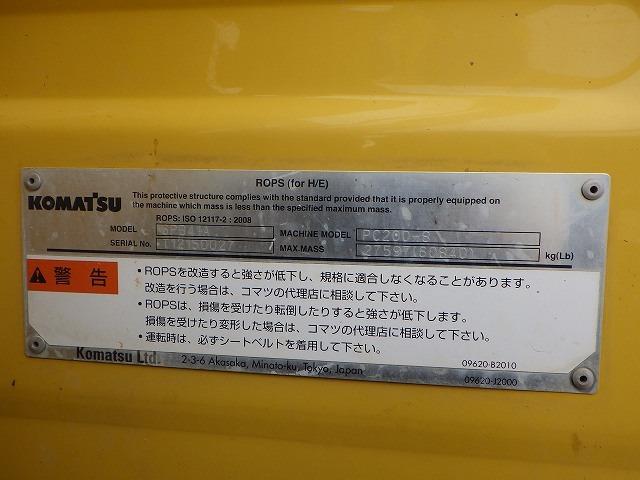 ROPS (for H/E)
KOMATSU
This protective structure complies with the standard provided that it is properly equipped on
the machine which mass is less than the specified maximum mass.
ROPS: ISO 12117-2 : 2008
MODEL
MACHINE MODEL PC200-8
SERIAL No.
MAX.MASS kg(Lb)
警告
・ROPSを改造すると強さが低下し、規格に適合しなくなることがあります。
改造を行う場合は、コマツの代理店に相談して下さい。
・ROPSは、損傷を受けたり転倒したりすると強さが低下します。
損傷を受けたり変形した場合は、コマツの代理店に相談して下さい。
・運転時は、必ずシートベルトを着用して下さい。
Komatsu Ltd. 2-3-6 Akasaka, Minato-ku, Tokyo, Japan
09620-B2010
09620-J2000